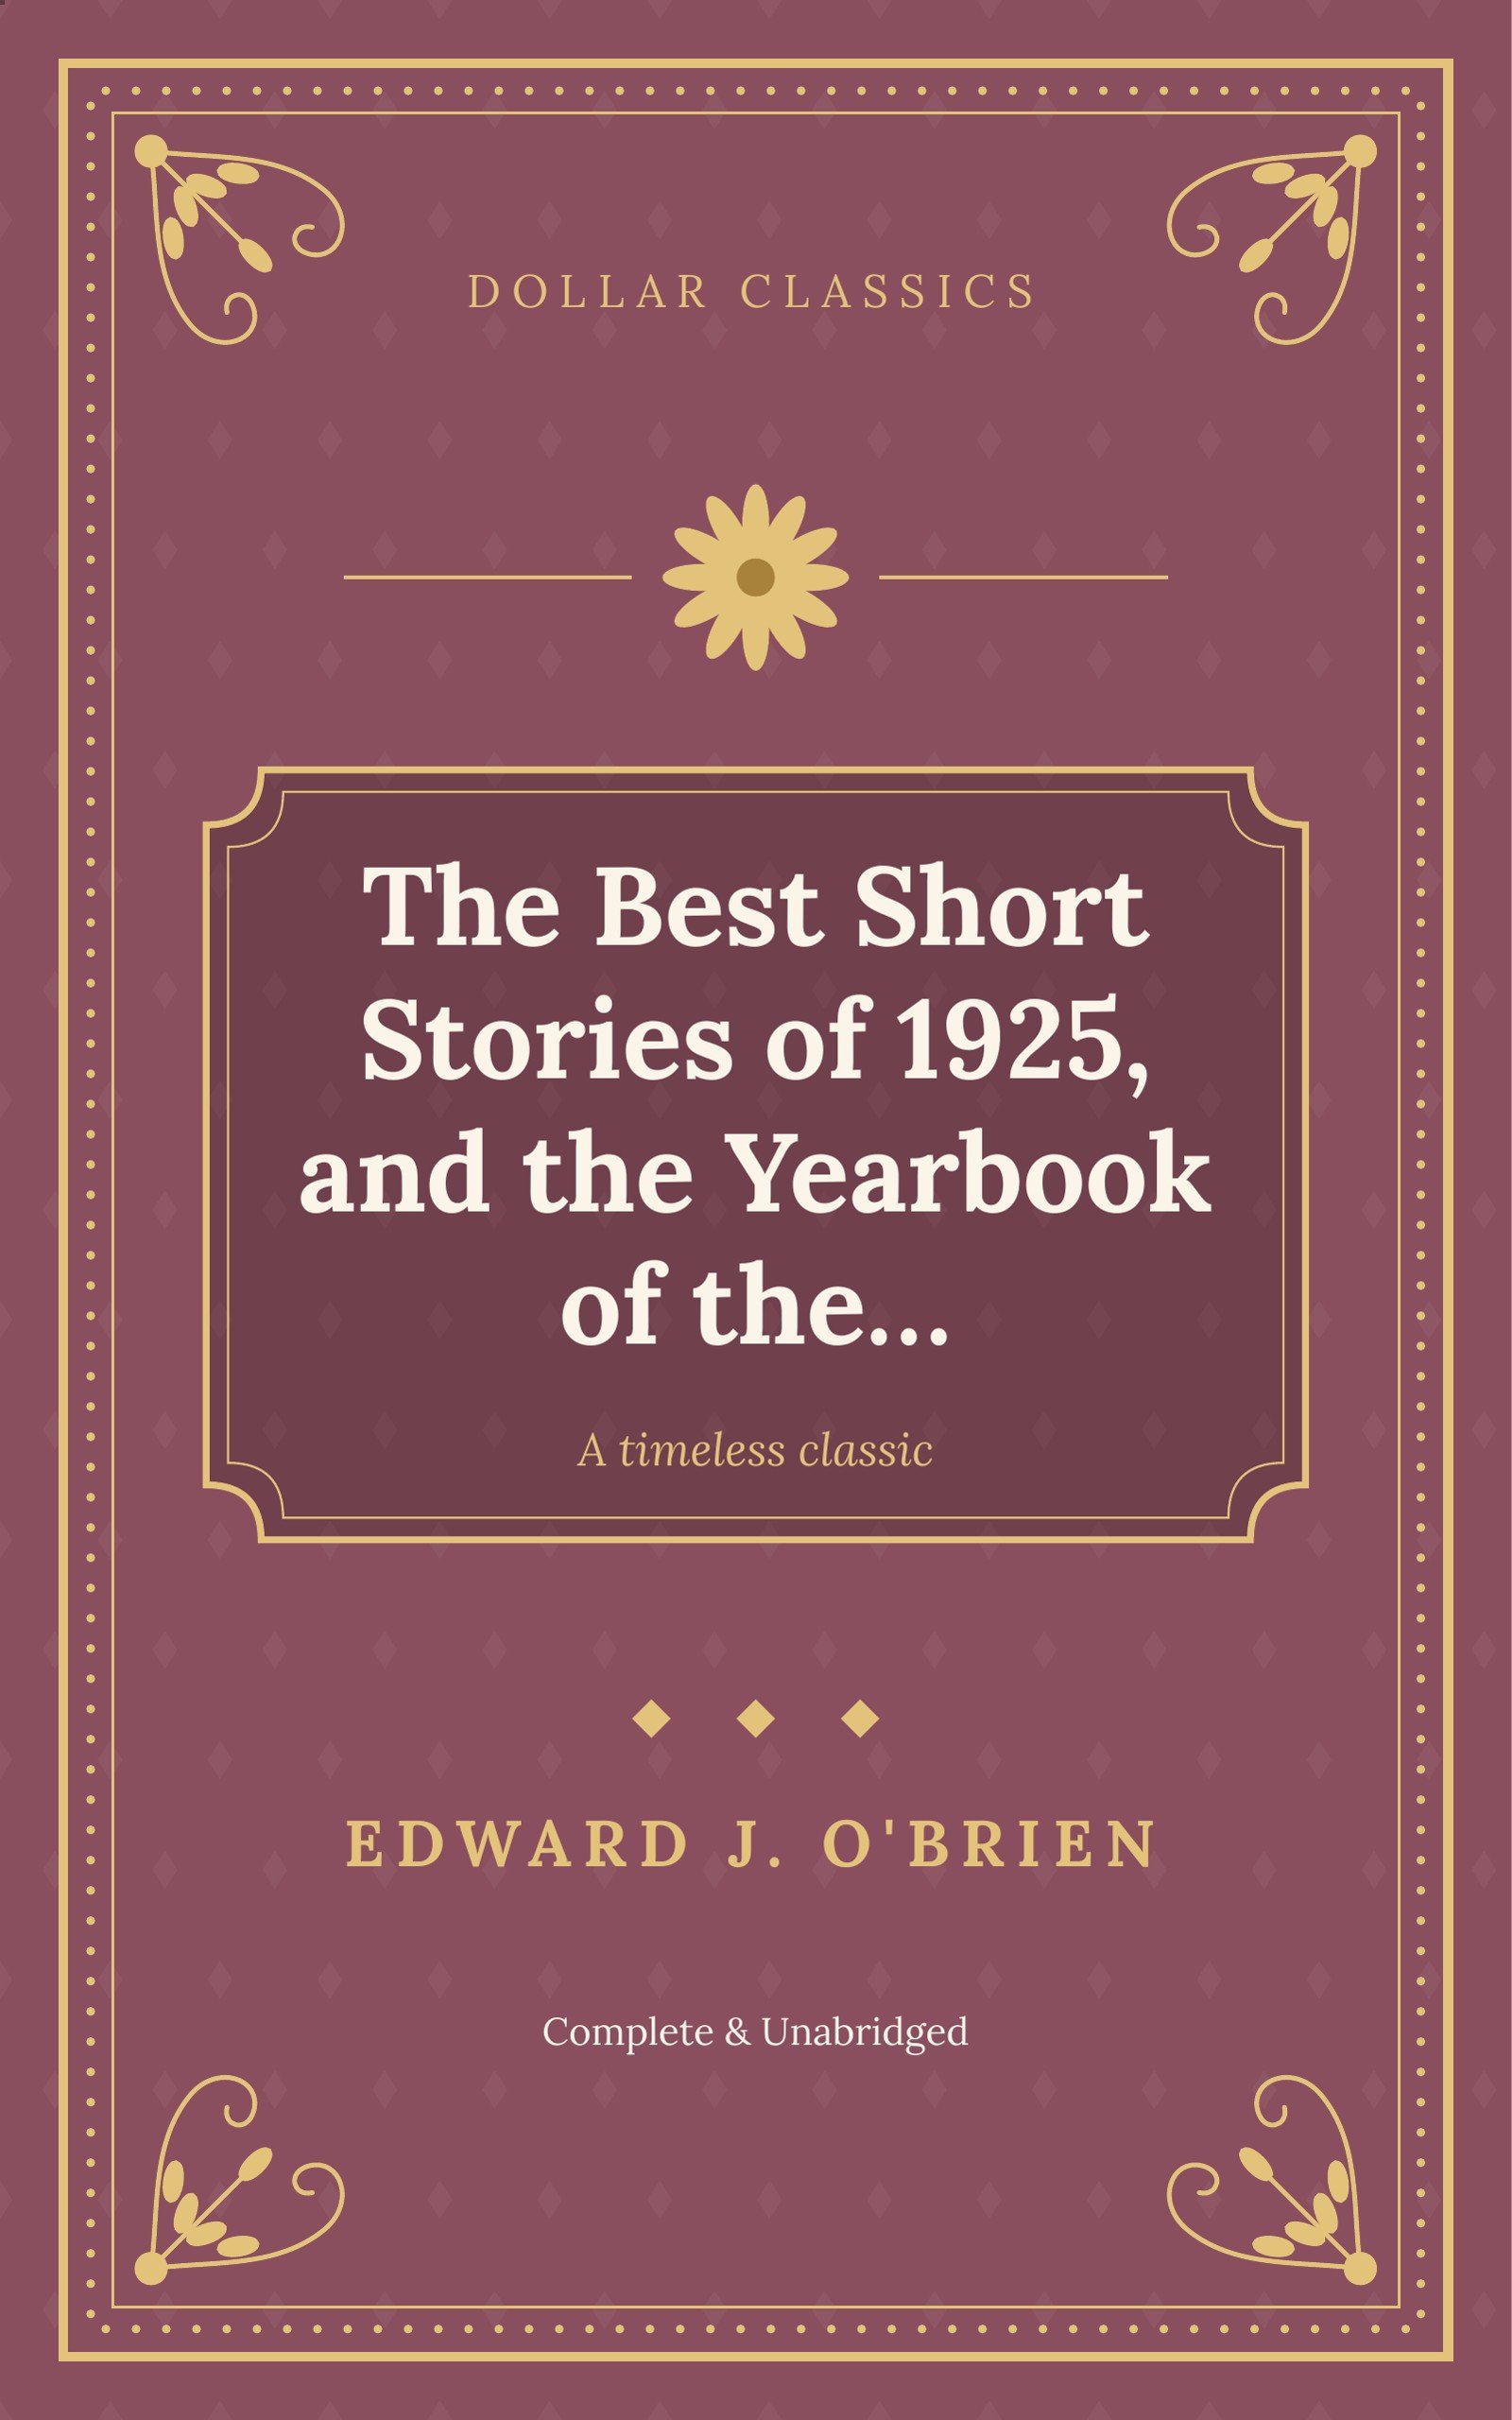 DOLLAR CLASSICS
The Best Short
Stories of 1925,
and the Yearbook
of the...
A timeless classic
EDWARD J. O'BRIEN
Complete & Unabridged